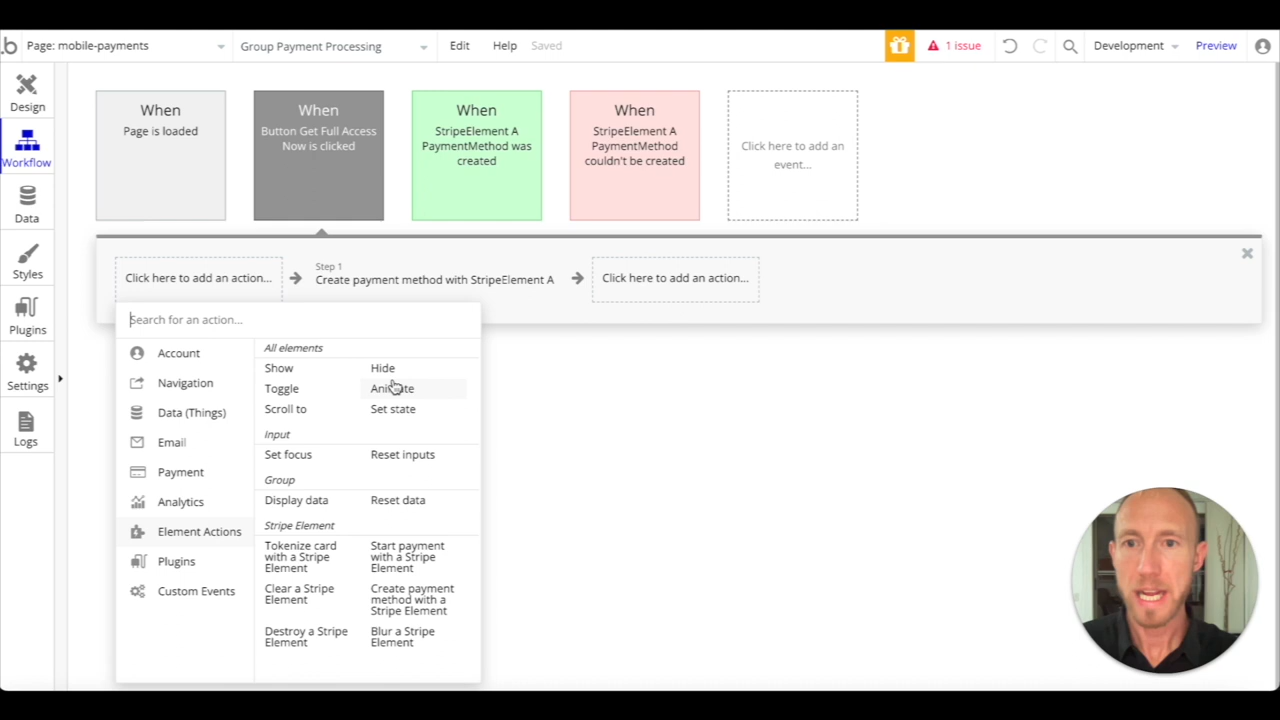 b Page: mobile-payments Group Payment Processing Edit Help Saved 1 issue Development Preview
Design
Workflow
Data
Styles
Plugins
Settings
Logs
When
Page is loaded
When
Button Get Full Access
Now is clicked
When
StripeElement A
PaymentMethod was
created
When
StripeElement A
PaymentMethod
couldn't be created
Click here to add an
event...
Click here to add an action...
Step 1
Create payment method with StripeElement A
Click here to add an action...
Search for an action...
Account
Navigation
Data (Things)
Email
Payment
Analytics
Element Actions
Plugins
Custom Events
All elements
Show Hide
Toggle Animate
Scroll to Set state
Input
Set focus Reset inputs
Group
Display data Reset data
Stripe Element
Tokenize card
with a Stripe
Element
Start payment
with a Stripe
Element
Clear a Stripe
Element
Create payment
method with a
Stripe Element
Destroy a Stripe
Element
Blur a Stripe
Element